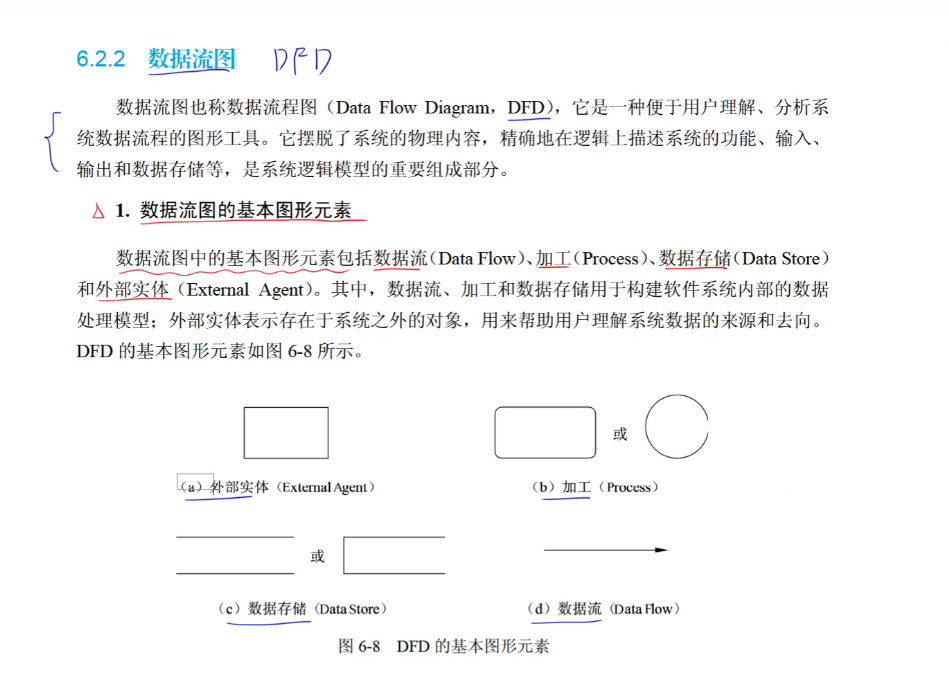 6.2.2 数据流图 DFD
数据流图也称数据流程图（Data Flow Diagram，DFD），它是一种便于用户理解、分析系
统数据流程的图形工具。它摆脱了系统的物理内容，精确地在逻辑上描述系统的功能、输入、
输出和数据存储等，是系统逻辑模型的重要组成部分。
1. 数据流图的基本图形元素
数据流图中的基本图形元素包括数据流（Data Flow）、加工（Process）、数据存储（Data Store）
和外部实体（External Agent）。其中，数据流、加工和数据存储用于构建软件系统内部的数据
处理模型；外部实体表示存在于系统之外的对象，用来帮助用户理解系统数据的来源和去向。
DFD 的基本图形元素如图 6-8 所示。
或
（a）外部实体（External Agent）
（b）加工（Process）
或
（c）数据存储（Data Store）
（d）数据流（Data Flow）
图 6-8 DFD 的基本图形元素